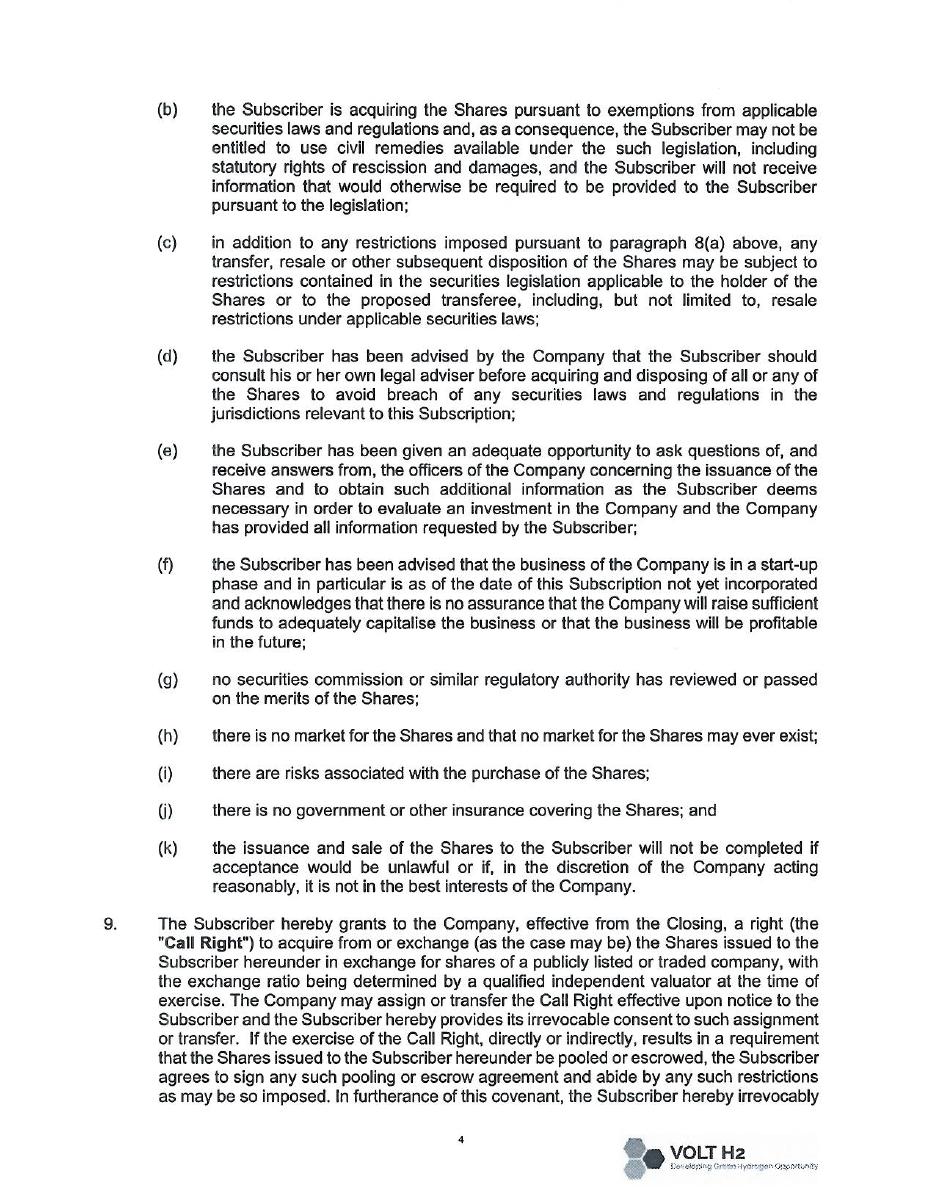 (b) the Subscriber is acquiring the Shares pursuant to exemptions from applicable
securities laws and regulations and, as a consequence, the Subscriber may not be
entitled to use civil remedies available under the such legislation, including
statutory rights of rescission and damages, and the Subscriber will not receive
information that would otherwise be required to be provided to the Subscriber
pursuant to the legislation;
(c) in addition to any restrictions imposed pursuant to paragraph 8(a) above, any
transfer, resale or other subsequent disposition of the Shares may be subject to
restrictions contained in the securities legislation applicable to the holder of the
Shares or to the proposed transferee, including, but not limited to, resale
restrictions under applicable securities laws;
(d) the Subscriber has been advised by the Company that the Subscriber should
consult his or her own legal adviser before acquiring and disposing of all or any of
the Shares to avoid breach of any securities laws and regulations in the
jurisdictions relevant to this Subscription;
(e) the Subscriber has been given an adequate opportunity to ask questions of, and
receive answers from, the officers of the Company concerning the issuance of the
Shares and to obtain such additional information as the Subscriber deems
necessary in order to evaluate an investment in the Company and the Company
has provided all information requested by the Subscriber;
(f) the Subscriber has been advised that the business of the Company is in a start-up
phase and in particular is as of the date of this Subscription not yet incorporated
and acknowledges that there is no assurance that the Company will raise sufficient
funds to adequately capitalise the business or that the business will be profitable
in the future;
(g) no securities commission or similar regulatory authority has reviewed or passed
on the merits of the Shares;
(h) there is no market for the Shares and that no market for the Shares may ever exist;
(i) there are risks associated with the purchase of the Shares;
(j) there is no government or other insurance covering the Shares; and
(k) the issuance and sale of the Shares to the Subscriber will not be completed if
acceptance would be unlawful or if, in the discretion of the Company acting
reasonably, it is not in the best interests of the Company.
9. The Subscriber hereby grants to the Company, effective from the Closing, a right (the
"Call Right") to acquire from or exchange (as the case may be) the Shares issued to the
Subscriber hereunder in exchange for shares of a publicly listed or traded company, with
the exchange ratio being determined by a qualified independent valuator at the time of
exercise. The Company may assign or transfer the Call Right effective upon notice to the
Subscriber and the Subscriber hereby provides its irrevocable consent to such assignment
or transfer. If the exercise of the Call Right, directly or indirectly, results in a requirement
that the Shares issued to the Subscriber hereunder be pooled or escrowed, the Subscriber
agrees to sign any such pooling or escrow agreement and abide by any such restrictions
as may be so imposed. In furtherance of this covenant, the Subscriber hereby irrevocably
4
VOLT H2
Developing Green Hydrogen Opportunity